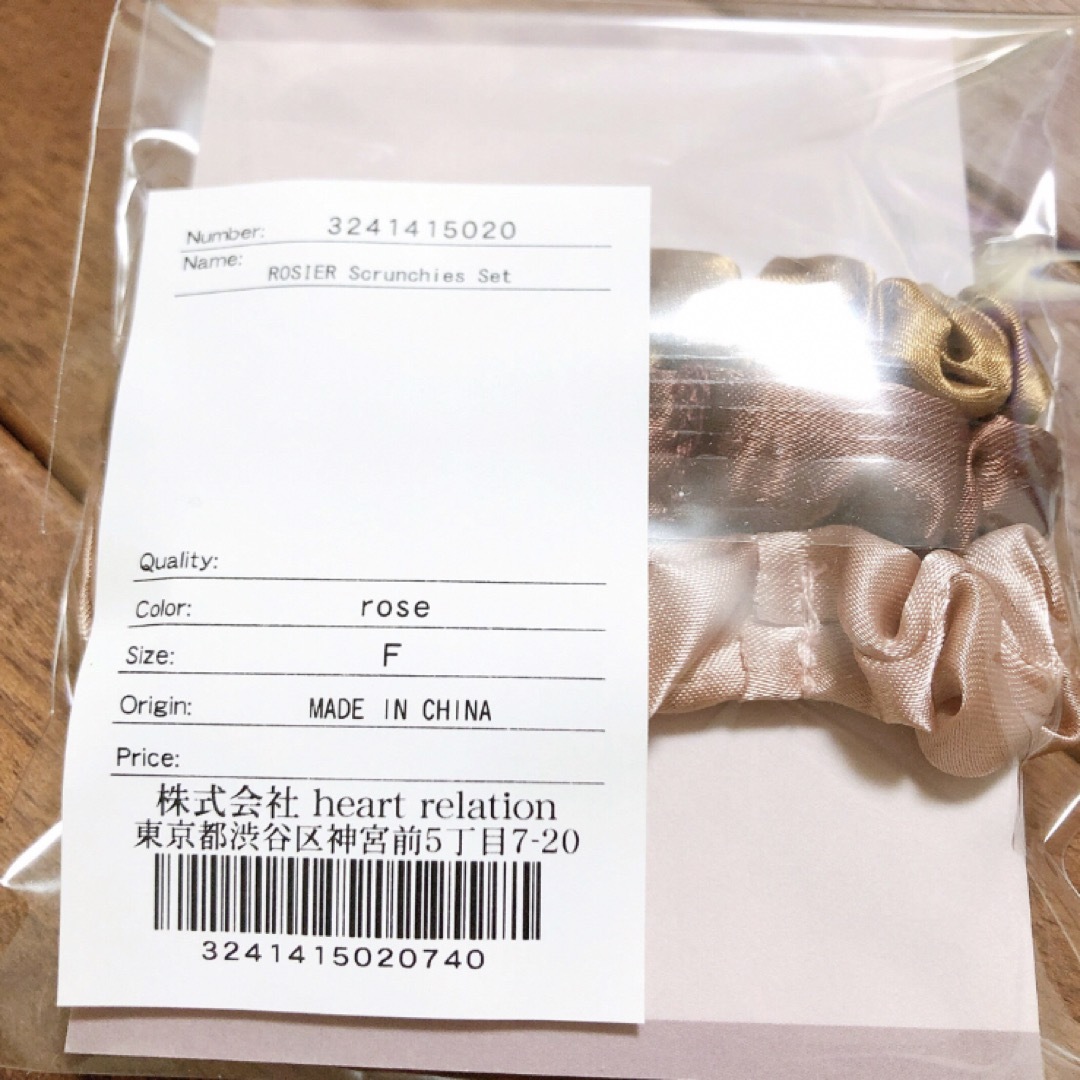 Number: 3241415020
Name: ROSIER Scrunchies Set
Quality:
Color: rose
Size: F
Origin: MADE IN CHINA
Price:
株式会社 heart relation
東京都渋谷区神宮前5丁目7-20
3241415020740